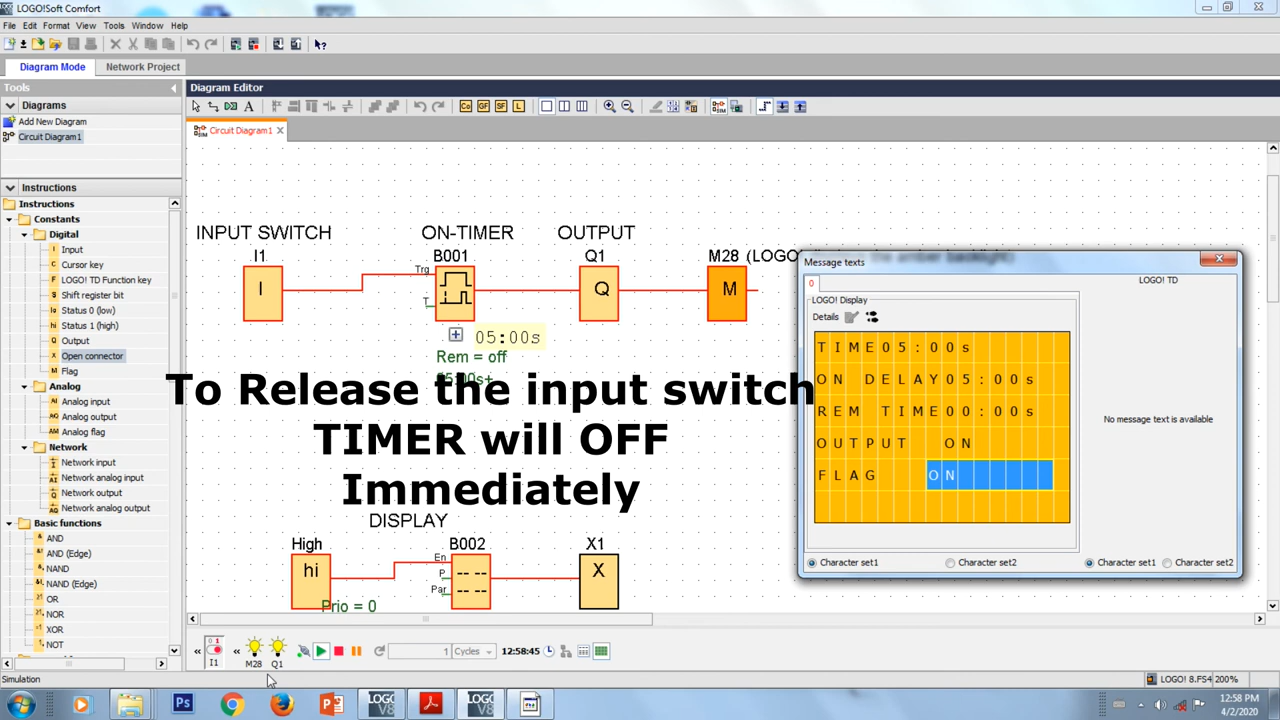 LOGO!Soft Comfort
File Edit Format View Tools Window Help
Diagram Mode Network Project
Tools
Diagram Editor
Diagrams
Add New Diagram
Circuit Diagram1
Co GF SF L
Circuit Diagram1
Instructions
Instructions
Constants
Digital
Input
Cursor key
LOGO! TD Function key
Shift register bit
Status 0 (low)
Status 1 (high)
Output
Open connector
Flag
Analog
Analog input
Analog output
Analog flag
Network
Network input
Network analog input
Network output
Network analog output
Basic functions
AND
AND (Edge)
NAND
NAND (Edge)
OR
NOR
XOR
NOT
INPUT SWITCH ON-TIMER OUTPUT
I1 B001 Q1 M28 (LOGO!
Trg
T
I Q M
05:00s
Rem = off
To Release the input switch
TIMER will OFF
Immediately
DISPLAY
High B002 X1
En
P
Par
hi X
Prio = 0
Message texts
0
LOGO! TD
LOGO! Display
Details
TIME05:00s
ON DELAY05:00s
REM TIME00:00s
OUTPUT ON
FLAG ON
No message text is available
Character set1 Character set2 Character set1 Character set2
I1 M28 Q1 1 Cycles 12:58:45
Simulation LOGO! 8.FS4 200%
12:58 PM
4/2/2020